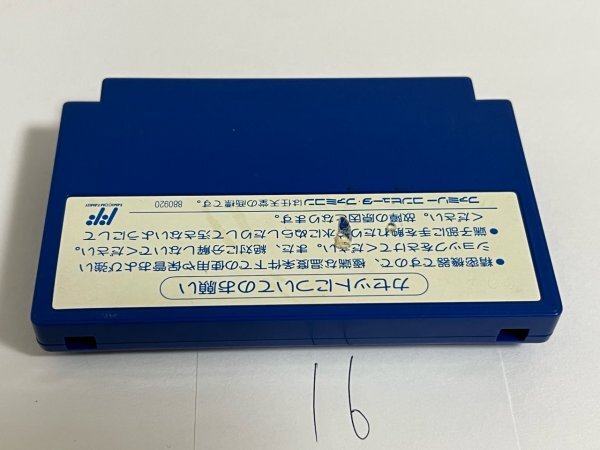 カセットについてのお願い
● 精密機器ですので、極端な温度条件下での使用や保管および強い
ショックをさけてください。また、絶対に分解しないでください。
● 端子部に手を触れたり、水にぬらしたりして汚さないようにして
ください。故障の原因となります。
ファミリーコンピュータ・ファミコンは任天堂の商標です。 880920
FAMICOM FAMILY
16